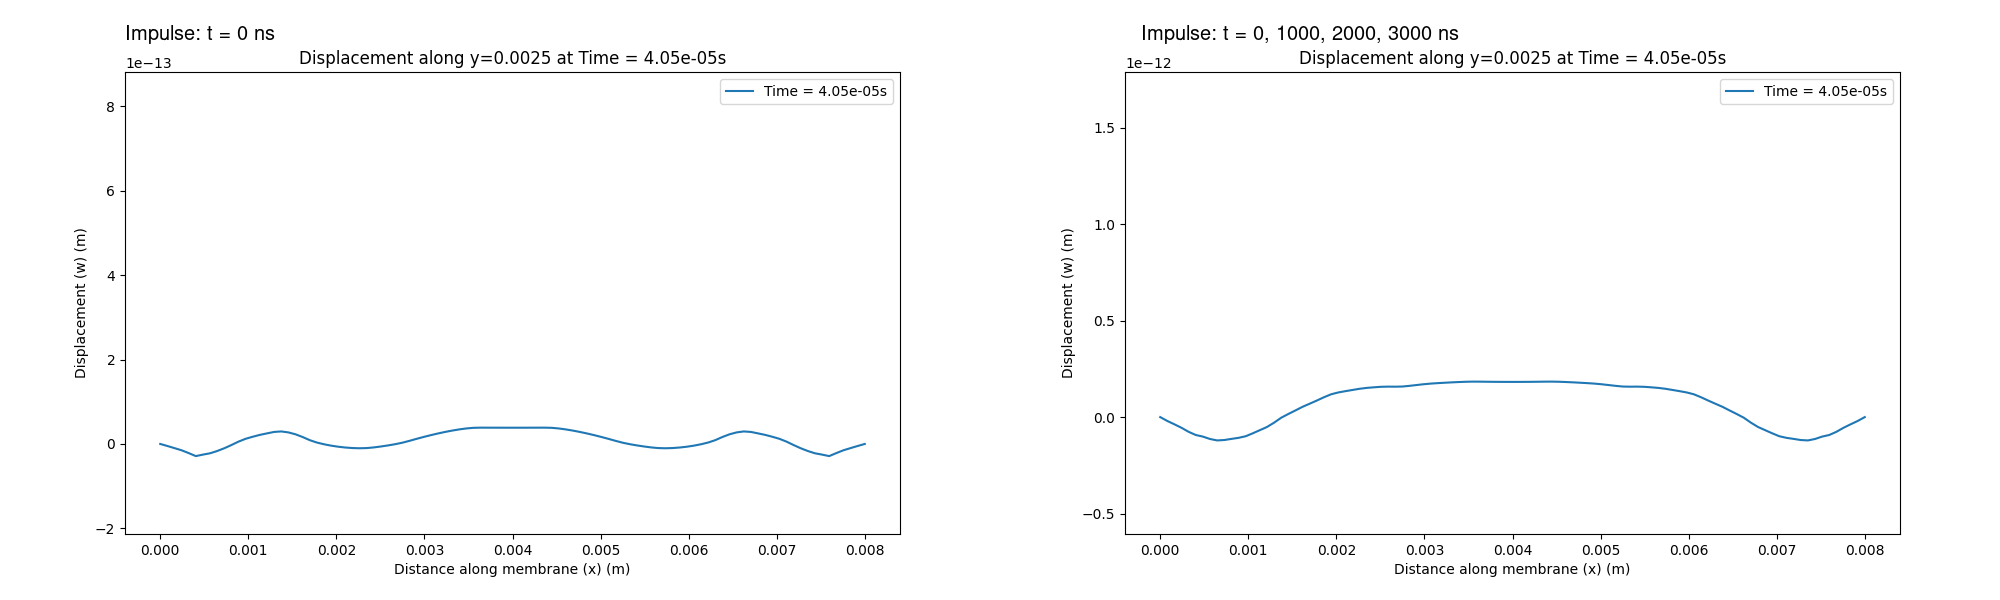 Impulse: t = 0 ns
Displacement along y=0.0025 at Time = 4.05e-05s
1e−13
Time = 4.05e-05s
8
6
4
2
0
−2
Displacement (w) (m)
0.000 0.001 0.002 0.003 0.004 0.005 0.006 0.007 0.008
Distance along membrane (x) (m)
Impulse: t = 0, 1000, 2000, 3000 ns
Displacement along y=0.0025 at Time = 4.05e-05s
1e−12
Time = 4.05e-05s
1.5
1.0
0.5
0.0
−0.5
Displacement (w) (m)
0.000 0.001 0.002 0.003 0.004 0.005 0.006 0.007 0.008
Distance along membrane (x) (m)